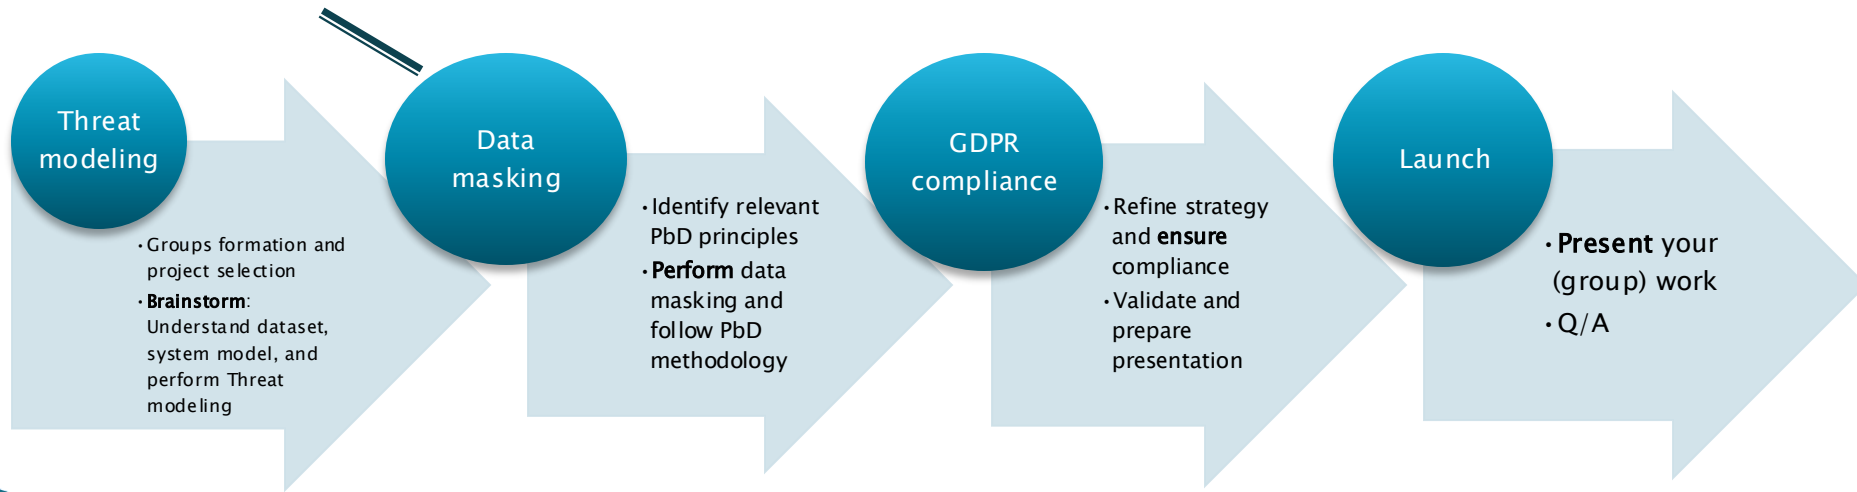 Threat
modeling
• Groups formation and
project selection
• Brainstorm:
Understand dataset,
system model, and
perform Threat
modeling
Data
masking
• Identify relevant
PbD principles
• Perform data
masking and
follow PbD
methodology
GDPR
compliance
• Refine strategy
and ensure
compliance
• Validate and
prepare
presentation
Launch
• Present your
(group) work
• Q/A